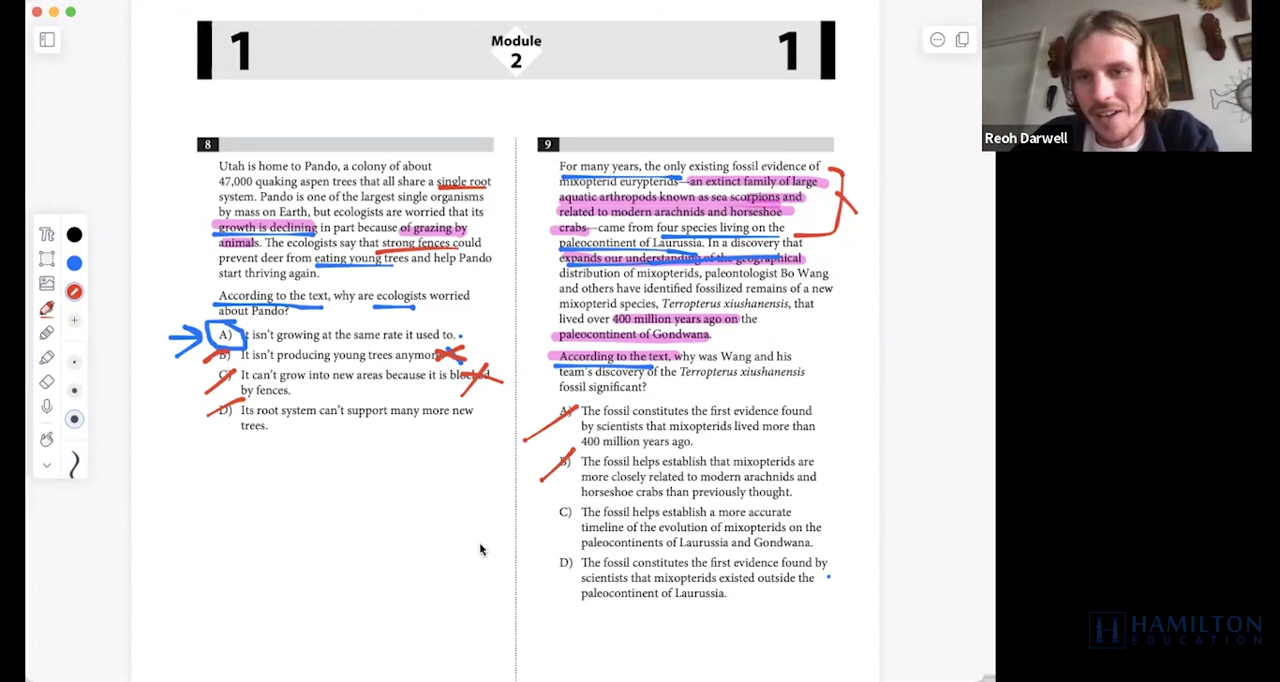 1
Module
2
1
Reoh Darwell
8
Utah is home to Pando, a colony of about
47,000 quaking aspen trees that all share a single root
system. Pando is one of the largest single organisms
by mass on Earth, but ecologists are worried that its
growth is declining in part because of grazing by
animals. The ecologists say that strong fences could
prevent deer from eating young trees and help Pando
start thriving again.
According to the text, why are ecologists worried
about Pando?
A) It isn't growing at the same rate it used to.
B) It isn't producing young trees anymore.
C) It can't grow into new areas because it is blocked
by fences.
D) Its root system can't support many more new
trees.
9
For many years, the only existing fossil evidence of
mixopterid eurypterids—an extinct family of large
aquatic arthropods known as sea scorpions and
related to modern arachnids and horseshoe
crabs—came from four species living on the
paleocontinent of Laurussia. In a discovery that
expands our understanding of the geographical
distribution of mixopterids, paleontologist Bo Wang
and others have identified fossilized remains of a new
mixopterid species, Terropterus xiushanensis, that
lived over 400 million years ago on the
paleocontinent of Gondwana.
According to the text, why was Wang and his
team's discovery of the Terropterus xiushanensis
fossil significant?
A) The fossil constitutes the first evidence found
by scientists that mixopterids lived more than
400 million years ago.
B) The fossil helps establish that mixopterids are
more closely related to modern arachnids and
horseshoe crabs than previously thought.
C) The fossil helps establish a more accurate
timeline of the evolution of mixopterids on the
paleocontinents of Laurussia and Gondwana.
D) The fossil constitutes the first evidence found by
scientists that mixopterids existed outside the
paleocontinent of Laurussia.
HAMILTON
EDUCATION